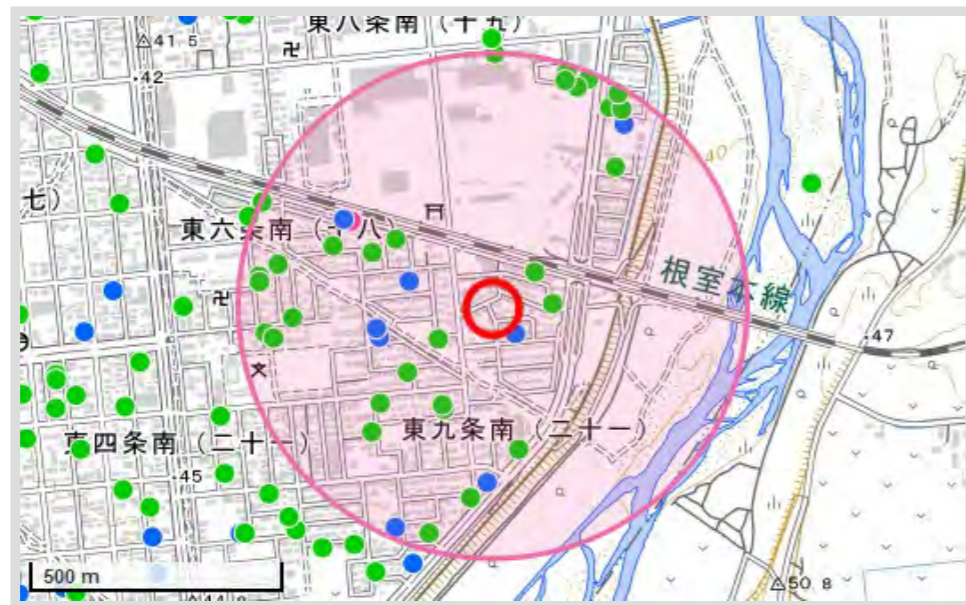 東八条南(十九)
41.5
42
40
七)
東六条南(十八)
根室本線
47
東九条南(二十一)
東四条南(二十一)
45
500 m
50.8